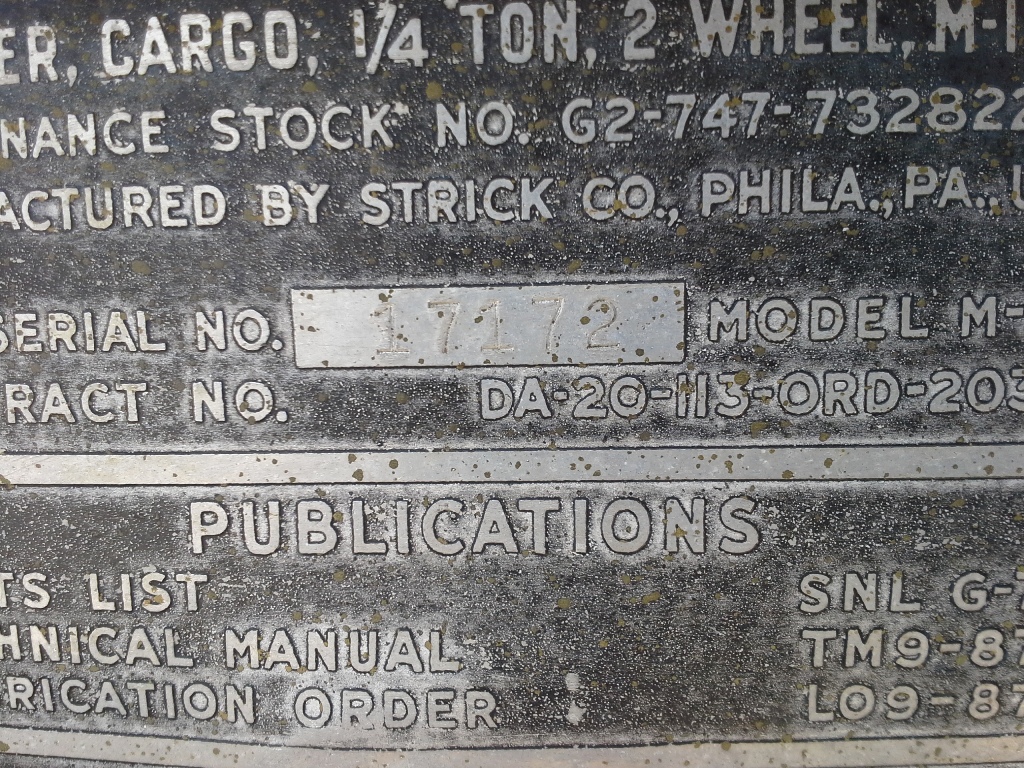 ER, CARGO, 1/4 TON, 2 WHEEL, M-1
NANCE STOCK NO. G2-747-732822
ACTURED BY STRICK CO., PHILA., PA., U
SERIAL NO. 17172 MODEL M-
RACT NO. DA-20-113-ORD-203
PUBLICATIONS
TS LIST SNL G-7
HNICAL MANUAL TM9-87
RICATION ORDER LO9-87